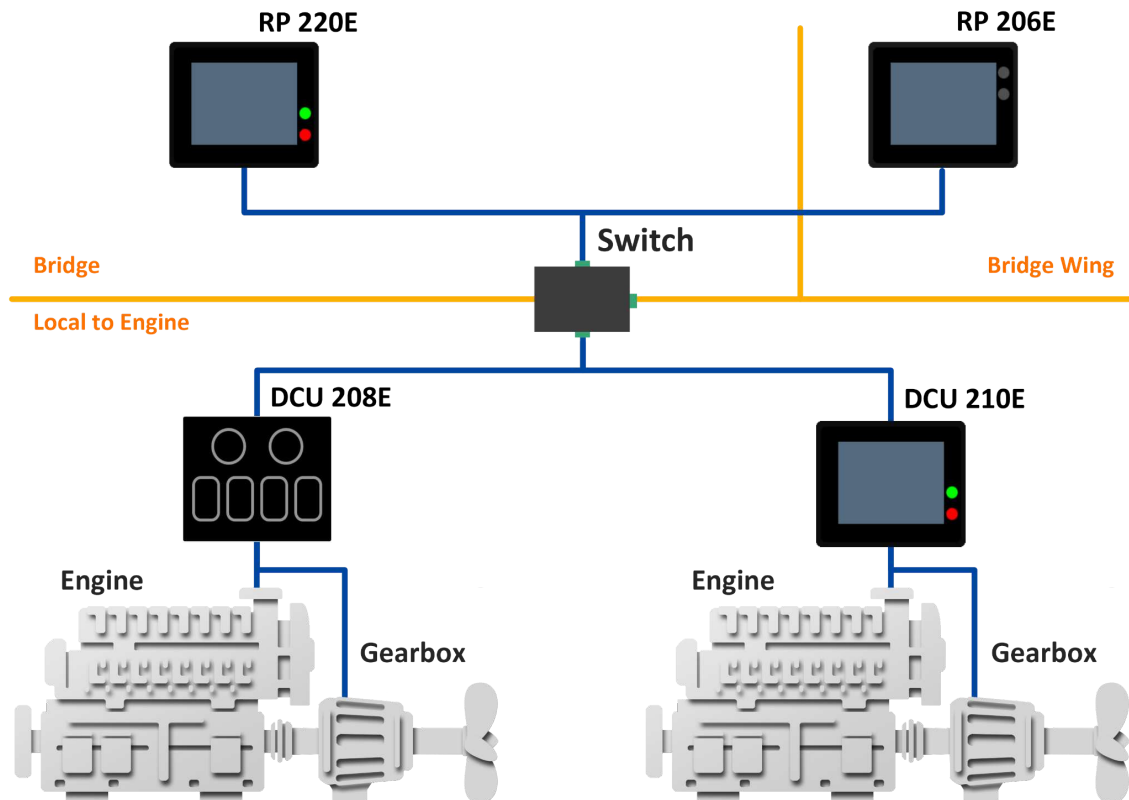 RP 220E
RP 206E
Switch
Bridge
Bridge Wing
Local to Engine
DCU 208E
DCU 210E
Engine
Engine
Gearbox
Gearbox